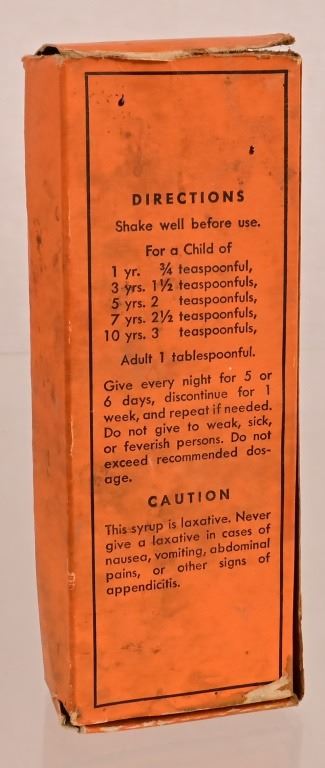 DIRECTIONS
Shake well before use.
For a Child of
1 yr. ¾ teaspoonful,
3 yrs. 1½ teaspoonfuls,
5 yrs. 2 teaspoonfuls,
7 yrs. 2½ teaspoonfuls,
10 yrs. 3 teaspoonfuls,
Adult 1 tablespoonful.
Give every night for 5 or
6 days, discontinue for 1
week, and repeat if needed.
Do not give to weak, sick,
or feverish persons. Do not
exceed recommended dos-
age.
CAUTION
This syrup is laxative. Never
give a laxative in cases of
nausea, vomiting, abdominal
pains, or other signs of
appendicitis.